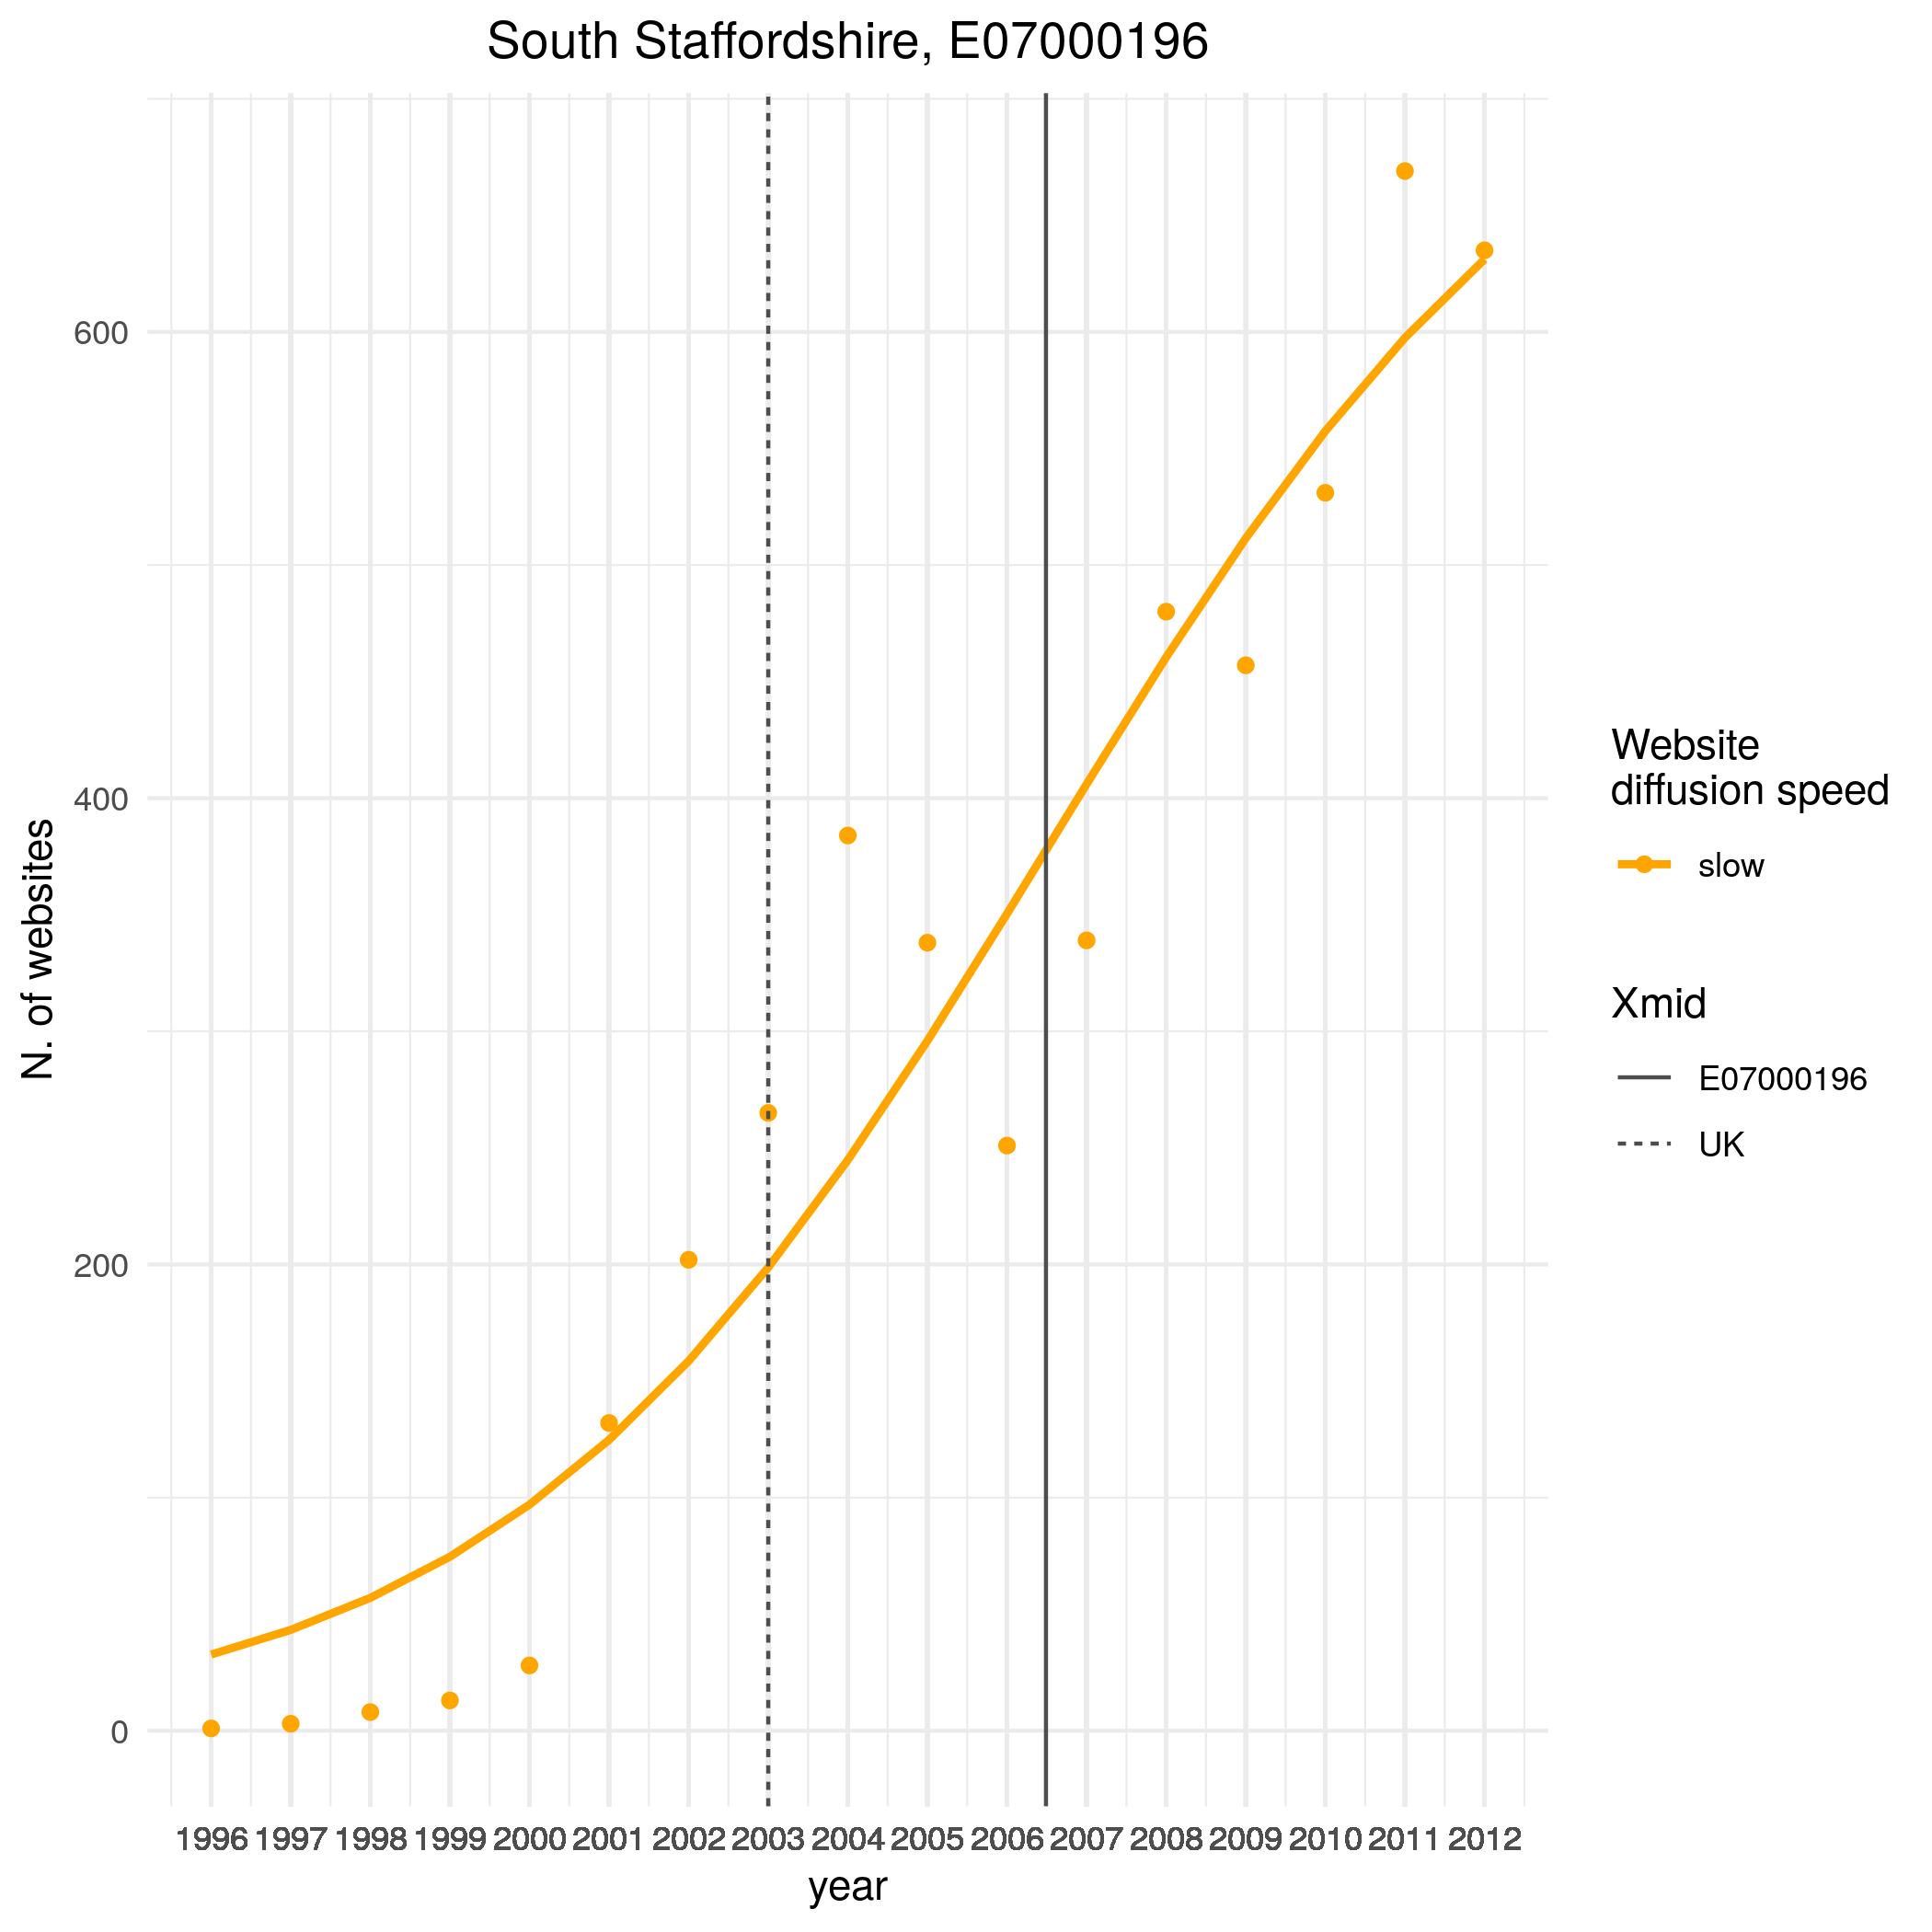 South Staffordshire, E07000196
N. of websites
600
400
200
0
1996 1997 1998 1999 2000 2001 2002 2003 2004 2005 2006 2007 2008 2009 2010 2011 2012
year
Website
diffusion speed
slow
Xmid
E07000196
UK